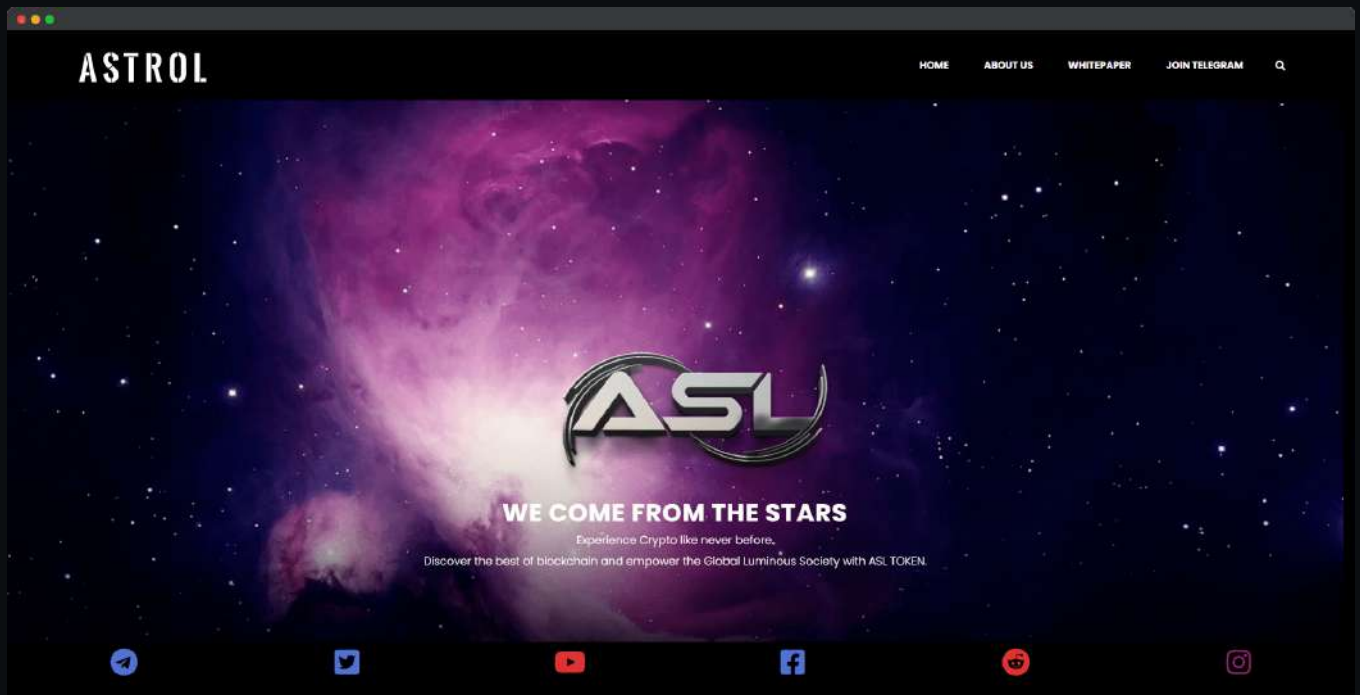 ASTROL
HOME ABOUT US WHITEPAPER JOIN TELEGRAM
ASL
WE COME FROM THE STARS
Experience Crypto like never before.
Discover the best of blockchain and empower the Global Luminous Society with ASL TOKEN.